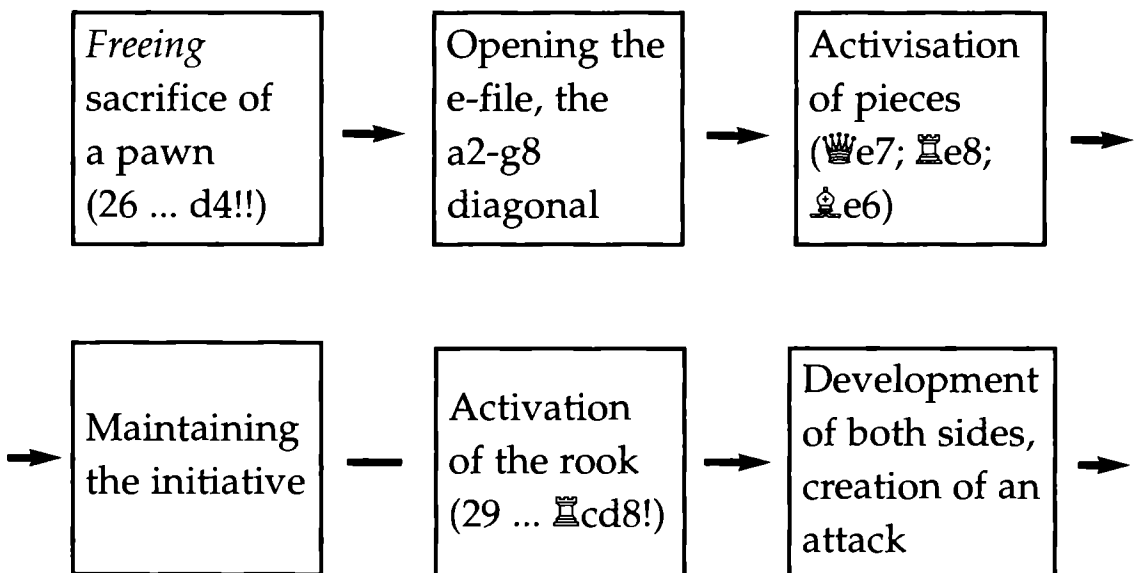 Freeing
sacrifice of
a pawn
(26 ... d4!!)
Opening the
e-file, the
a2-g8
diagonal
Activisation
of pieces
(♛e7; ♖e8;
♗e6)
Maintaining
the initiative
Activation
of the rook
(29 ... ♖cd8!)
Development
of both sides,
creation of an
attack